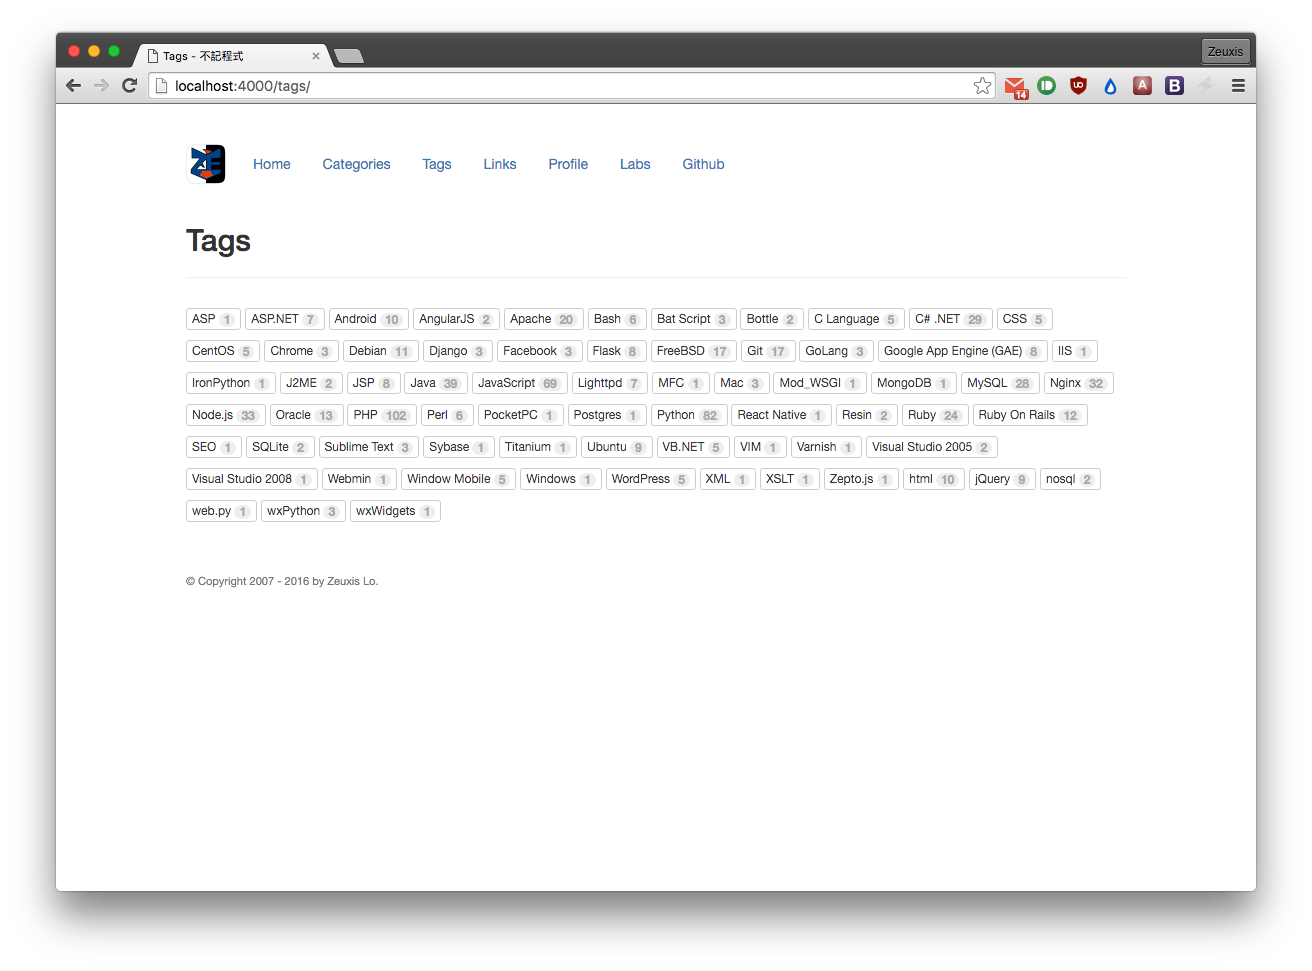 Tags - 不記程式
Zeuxis
localhost:4000/tags/
14
Home Categories Tags Links Profile Labs Github
Tags
ASP 1 ASP.NET 7 Android 10 AngularJS 2 Apache 20 Bash 6 Bat Script 3 Bottle 2 C Language 5 C# .NET 29 CSS 5
CentOS 5 Chrome 3 Debian 11 Django 3 Facebook 3 Flask 8 FreeBSD 17 Git 17 GoLang 3 Google App Engine (GAE) 8 IIS 1
IronPython 1 J2ME 2 JSP 8 Java 39 JavaScript 69 Lighttpd 7 MFC 1 Mac 3 Mod_WSGI 1 MongoDB 1 MySQL 28 Nginx 32
Node.js 33 Oracle 13 PHP 102 Perl 6 PocketPC 1 Postgres 1 Python 82 React Native 1 Resin 2 Ruby 24 Ruby On Rails 12
SEO 1 SQLite 2 Sublime Text 3 Sybase 1 Titanium 1 Ubuntu 9 VB.NET 5 VIM 1 Varnish 1 Visual Studio 2005 2
Visual Studio 2008 1 Webmin 1 Window Mobile 5 Windows 1 WordPress 5 XML 1 XSLT 1 Zepto.js 1 html 10 jQuery 9 nosql 2
web.py 1 wxPython 3 wxWidgets 1
© Copyright 2007 - 2016 by Zeuxis Lo.